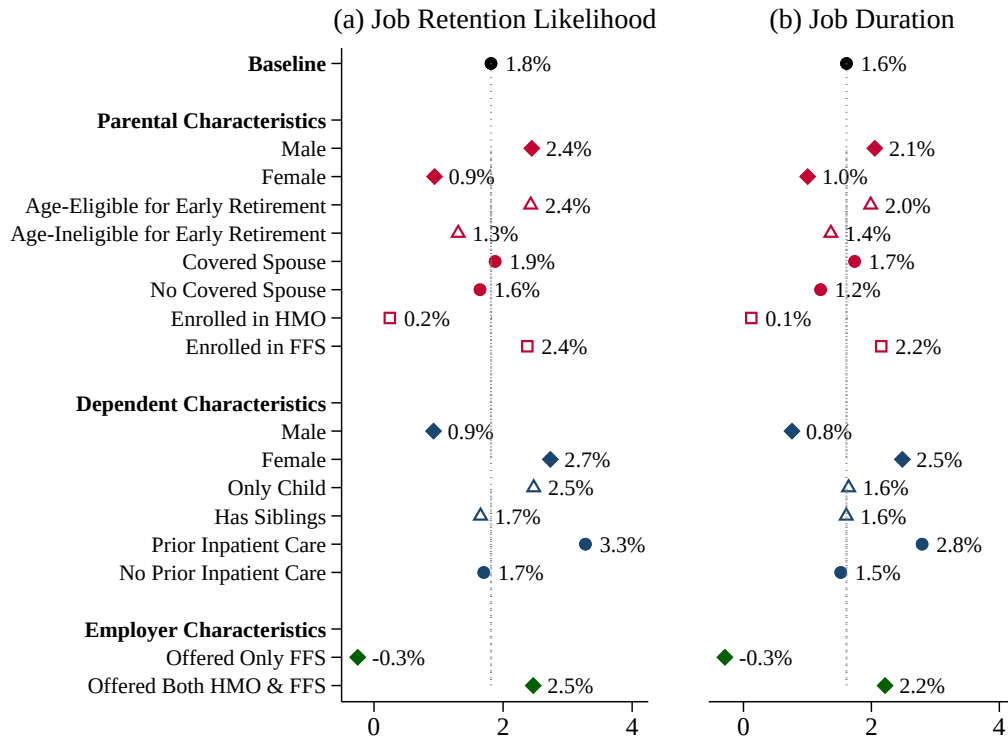 (a) Job Retention Likelihood (b) Job Duration
Baseline 1.8% 1.6%
Parental Characteristics
Male 2.4% 2.1%
Female 0.9% 1.0%
Age-Eligible for Early Retirement 2.4% 2.0%
Age-Ineligible for Early Retirement 1.3% 1.4%
Covered Spouse 1.9% 1.7%
No Covered Spouse 1.6% 1.2%
Enrolled in HMO 0.2% 0.1%
Enrolled in FFS 2.4% 2.2%
Dependent Characteristics
Male 0.9% 0.8%
Female 2.7% 2.5%
Only Child 2.5% 1.6%
Has Siblings 1.7% 1.6%
Prior Inpatient Care 3.3% 2.8%
No Prior Inpatient Care 1.7% 1.5%
Employer Characteristics
Offered Only FFS -0.3% -0.3%
Offered Both HMO & FFS 2.5% 2.2%
0 2 4 0 2 4